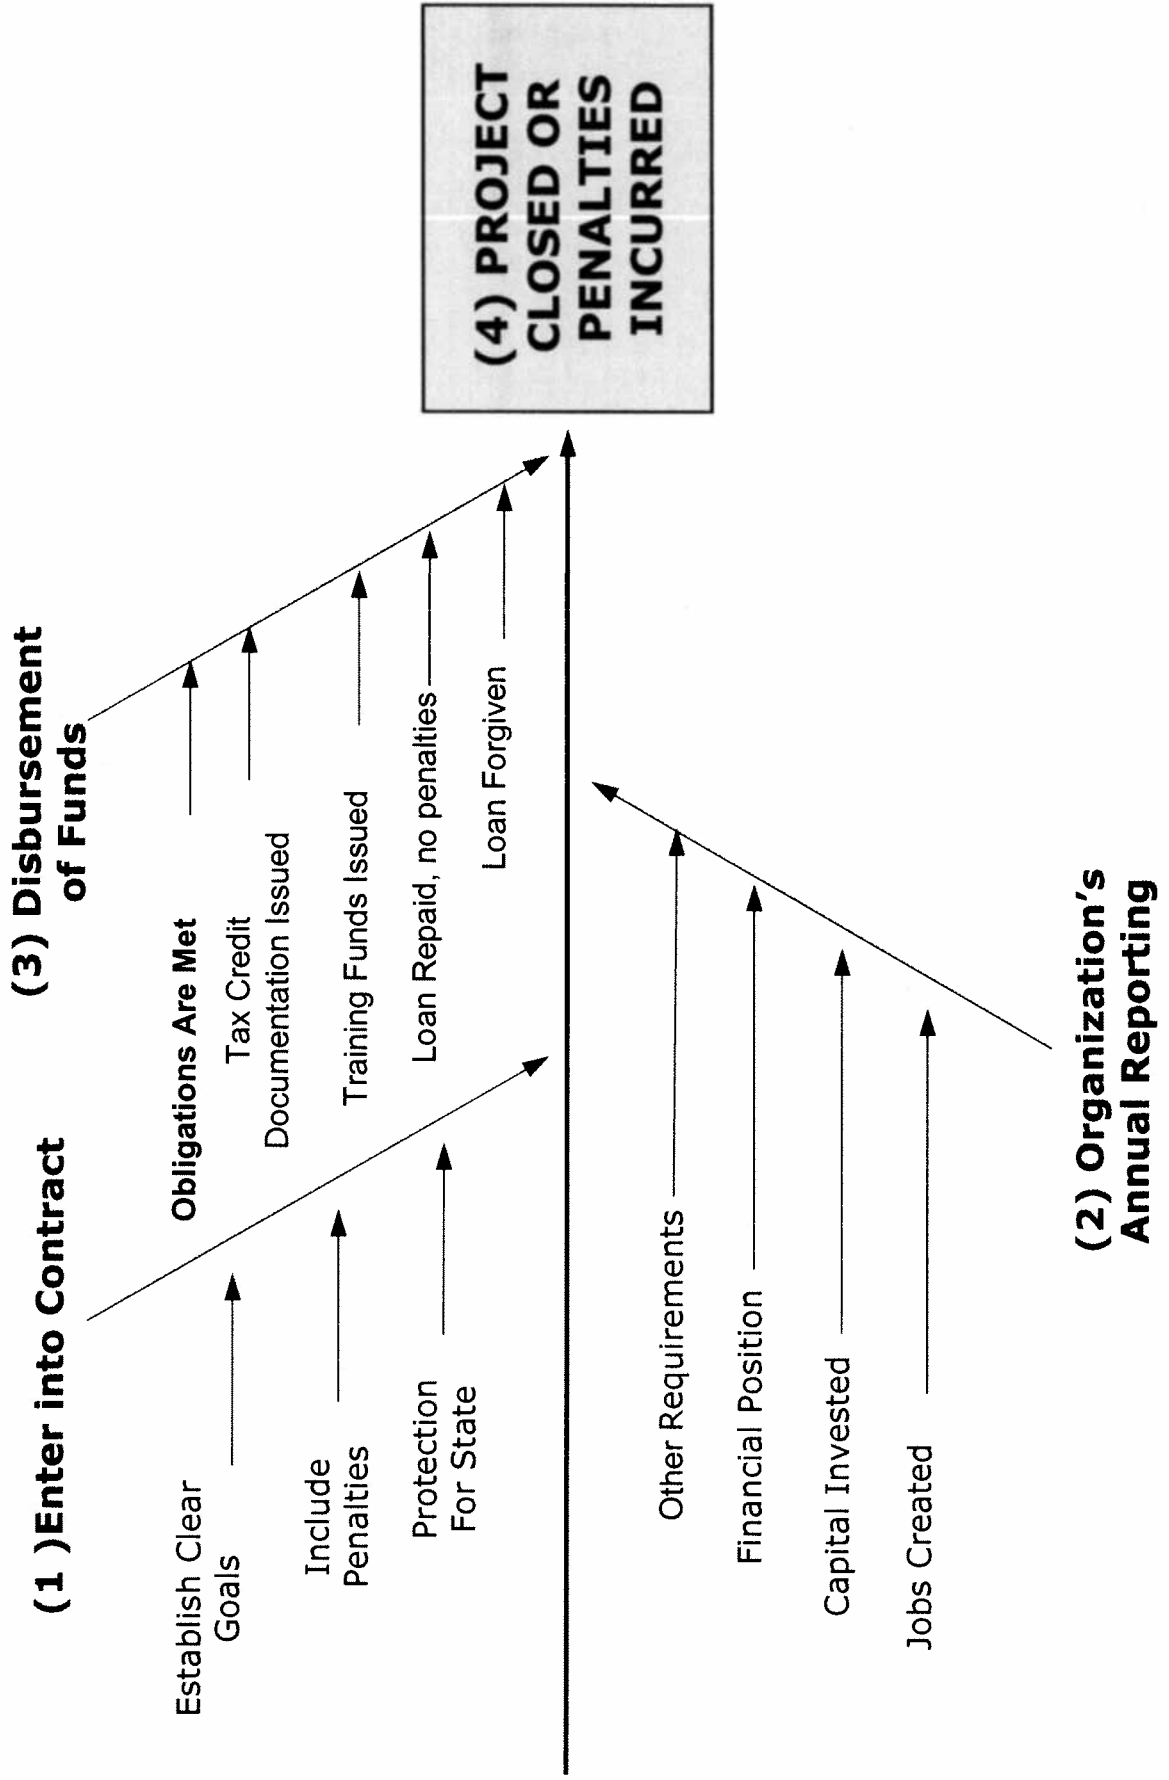 (1 )Enter into Contract
Establish Clear
Goals
Include
Penalties
Protection
For State
(3) Disbursement
of Funds
Obligations Are Met
Tax Credit
Documentation Issued
Training Funds Issued
Loan Repaid, no penalties
Loan Forgiven
(4) PROJECT
CLOSED OR
PENALTIES
INCURRED
Other Requirements
Financial Position
Capital Invested
Jobs Created
(2) Organization's
Annual Reporting